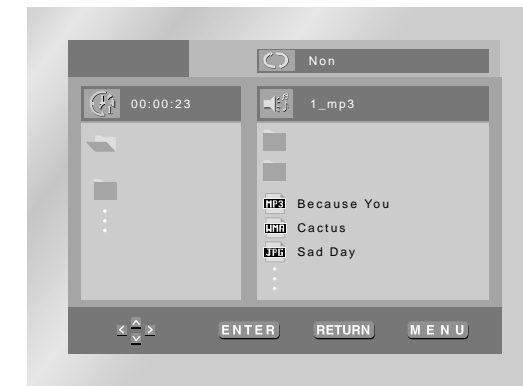 Non
00:00:23
1_mp3
MP3 Because You
WMA Cactus
JPG Sad Day
ENTER RETURN MENU